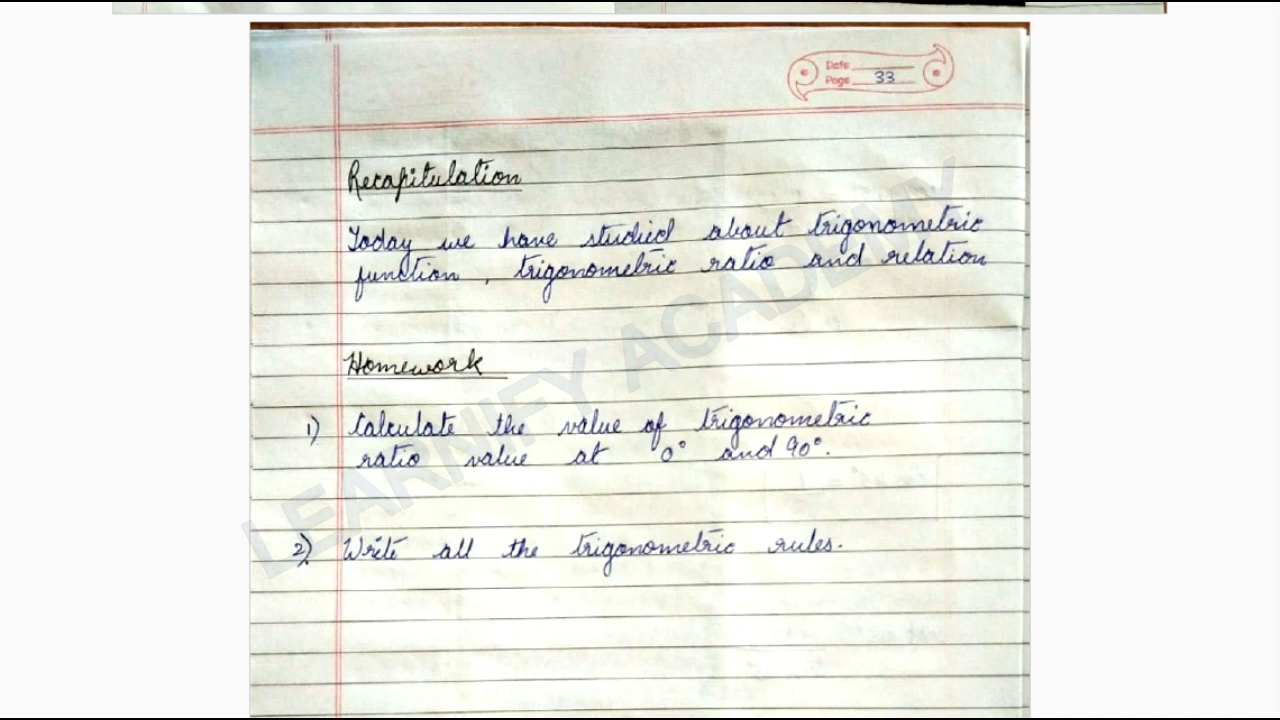 Date
Page 33
Recapitulation
Today we have studied about trigonometric
function, trigonometric ratio and relation
Homework
1) Calculate the value of trigonometric
ratio value at 0° and 90°.
2) Write all the trigonometric rules.
LEARNIFY ACADEMY